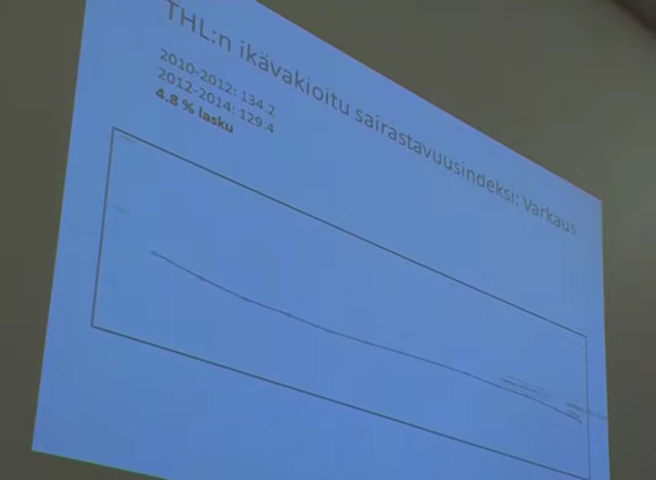 THL:n ikävakioitu sairastavuusindeksi: Varkaus
2010-2012: 134.2
2012-2014: 129.4
4.8 % lasku